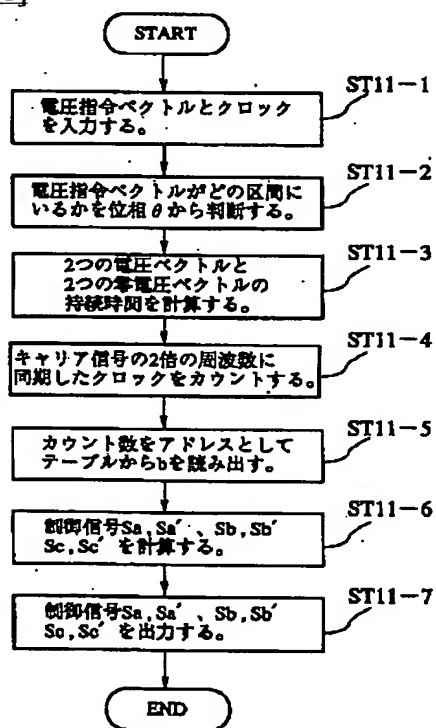 START
ST11-1
電圧指令ベクトルとクロック
を入力する。
ST11-2
電圧指令ベクトルがどの区間に
いるかを位相θから判断する。
ST11-3
2つの電圧ベクトルと
2つの零電圧ベクトルの
持続時間を計算する。
ST11-4
キャリア信号の2倍の周波数に
同期したクロックをカウントする。
ST11-5
カウント数をアドレスとして
テーブルからbを読み出す。
ST11-6
制御信号Sa,Sa′、Sb,Sb′
Sc,Sc′を計算する。
ST11-7
制御信号Sa,Sa′、Sb,Sb′
Sc,Sc′を出力する。
END